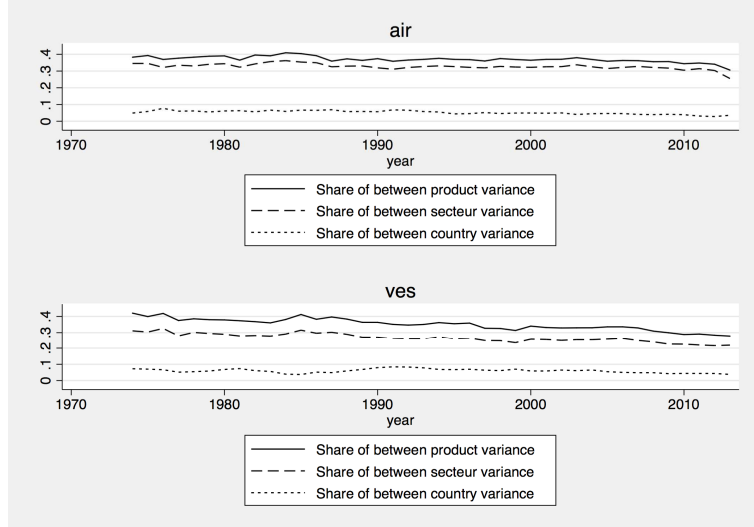 air
.4
.3
.2
.1
0
1970 1980 1990 2000 2010
year
Share of between product variance
Share of between secteur variance
Share of between country variance
ves
.4
.3
.2
.1
0
1970 1980 1990 2000 2010
year
Share of between product variance
Share of between secteur variance
Share of between country variance